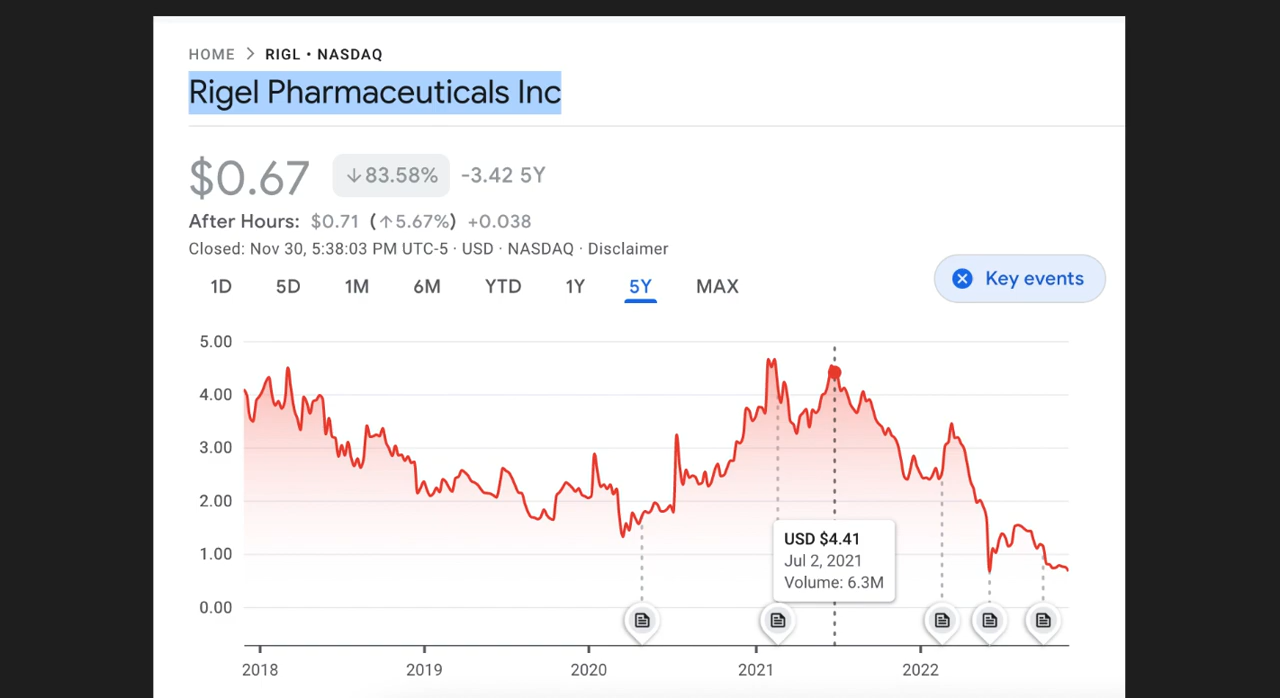 HOME > RIGL • NASDAQ
Rigel Pharmaceuticals Inc
$0.67 ↓83.58% -3.42 5Y
After Hours: $0.71 (↑5.67%) +0.038
Closed: Nov 30, 5:38:03 PM UTC-5 · USD · NASDAQ · Disclaimer
1D 5D 1M 6M YTD 1Y 5Y MAX
Key events
5.00
4.00
3.00
2.00
1.00
0.00
USD $4.41
Jul 2, 2021
Volume: 6.3M
2018 2019 2020 2021 2022